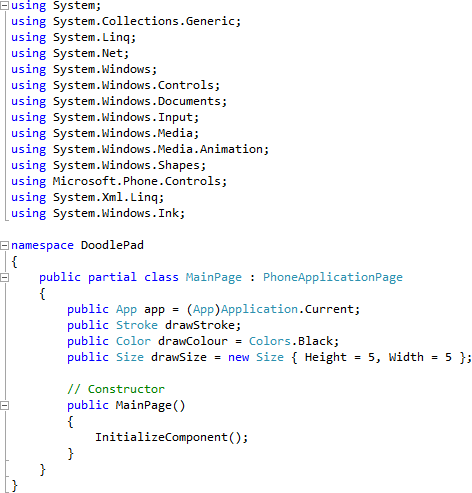 using System;
using System.Collections.Generic;
using System.Linq;
using System.Net;
using System.Windows;
using System.Windows.Controls;
using System.Windows.Documents;
using System.Windows.Input;
using System.Windows.Media;
using System.Windows.Media.Animation;
using System.Windows.Shapes;
using Microsoft.Phone.Controls;
using System.Xml.Linq;
using System.Windows.Ink;

namespace DoodlePad
{
    public partial class MainPage : PhoneApplicationPage
    {
        public App app = (App)Application.Current;
        public Stroke drawStroke;
        public Color drawColour = Colors.Black;
        public Size drawSize = new Size { Height = 5, Width = 5 };

        // Constructor
        public MainPage()
        {
            InitializeComponent();
        }
    }
}